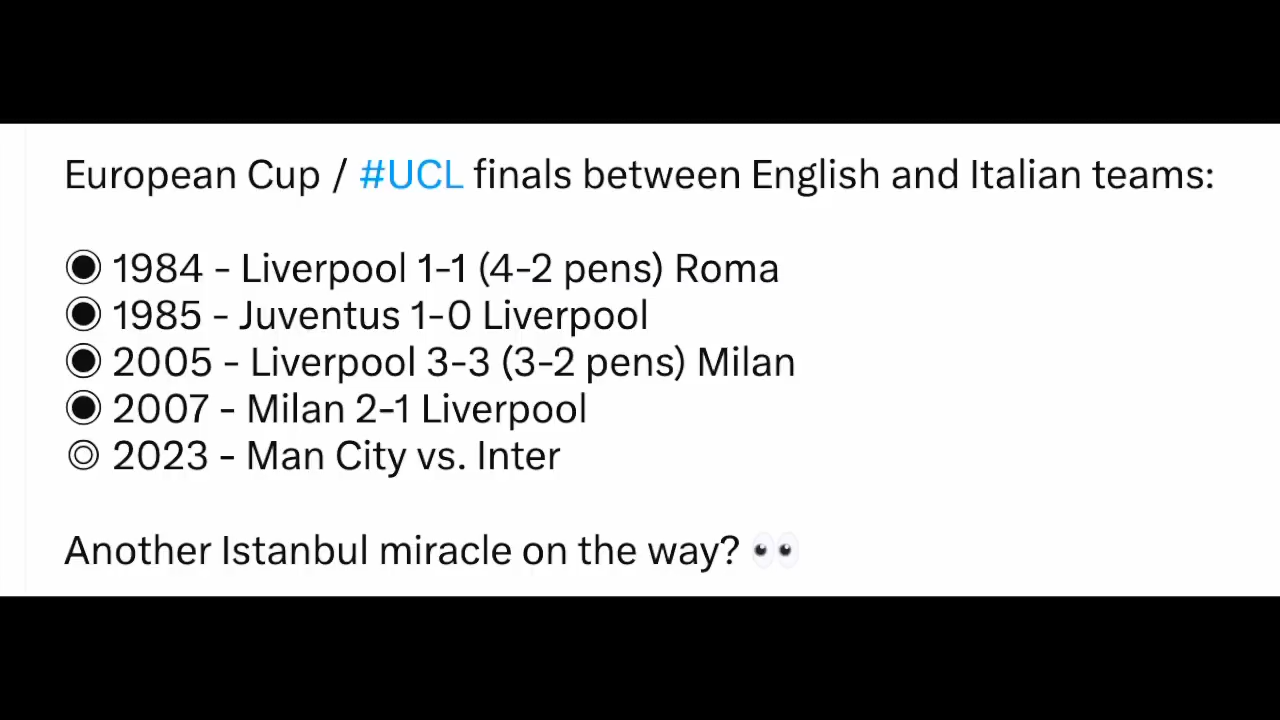 European Cup / #UCL finals between English and Italian teams:
◉ 1984 - Liverpool 1-1 (4-2 pens) Roma
◉ 1985 - Juventus 1-0 Liverpool
◉ 2005 - Liverpool 3-3 (3-2 pens) Milan
◉ 2007 - Milan 2-1 Liverpool
◎ 2023 - Man City vs. Inter
Another Istanbul miracle on the way? 👀